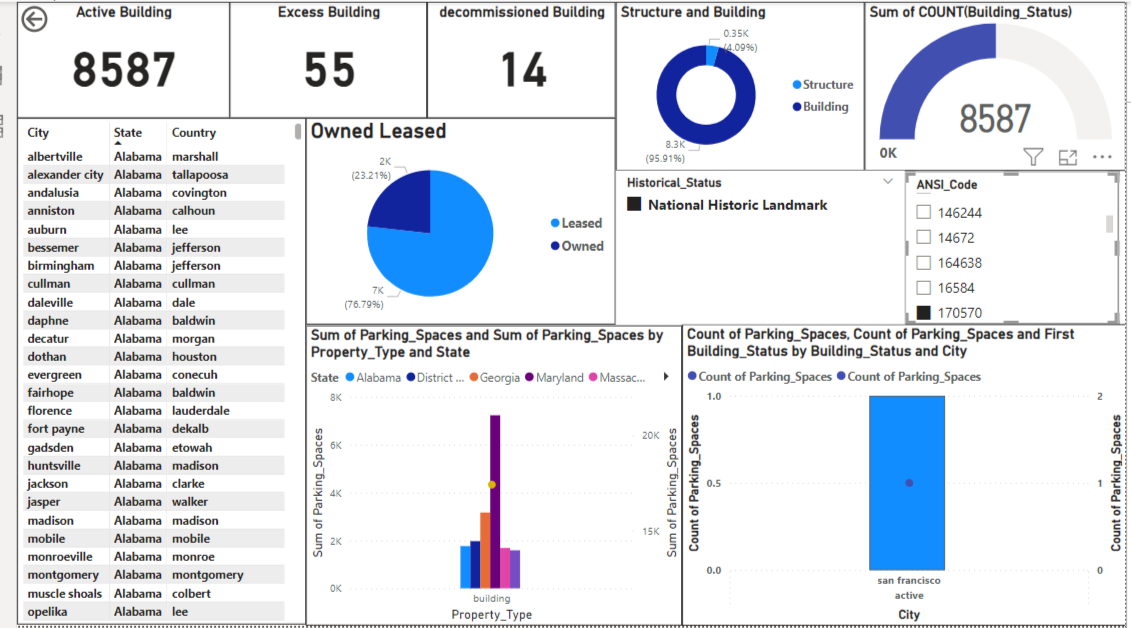 Active Building
8587
Excess Building
55
decommissioned Building
14
Structure and Building
0.35K
(4.09%)
8.3K
(95.91%)
Structure
Building
Sum of COUNT(Building_Status)
8587
0K
City State Country
albertville Alabama marshall
alexander city Alabama tallapoosa
andalusia Alabama covington
anniston Alabama calhoun
auburn Alabama lee
bessemer Alabama jefferson
birmingham Alabama jefferson
cullman Alabama cullman
daleville Alabama dale
daphne Alabama baldwin
decatur Alabama morgan
dothan Alabama houston
evergreen Alabama conecuh
fairhope Alabama baldwin
florence Alabama lauderdale
fort payne Alabama dekalb
gadsden Alabama etowah
huntsville Alabama madison
jackson Alabama clarke
jasper Alabama walker
madison Alabama madison
mobile Alabama mobile
monroeville Alabama monroe
montgomery Alabama montgomery
muscle shoals Alabama colbert
opelika Alabama lee
Owned Leased
2K
(23.21%)
7K
(76.79%)
Leased
Owned
Historical_Status
National Historic Landmark
ANSI_Code
146244
14672
164638
16584
170570
Sum of Parking_Spaces and Sum of Parking_Spaces by
Property_Type and State
State Alabama District ... Georgia Maryland Massac...
8K
6K
4K
2K
0K
20K
15K
Sum of Parking_Spaces
Sum of Parking_Spaces
building
Property_Type
Count of Parking_Spaces, Count of Parking_Spaces and First
Building_Status by Building_Status and City
Count of Parking_Spaces Count of Parking_Spaces
1.0
0.5
0.0
2
1
0
Count of Parking_Spaces
Count of Parking_Spaces
san francisco
active
City